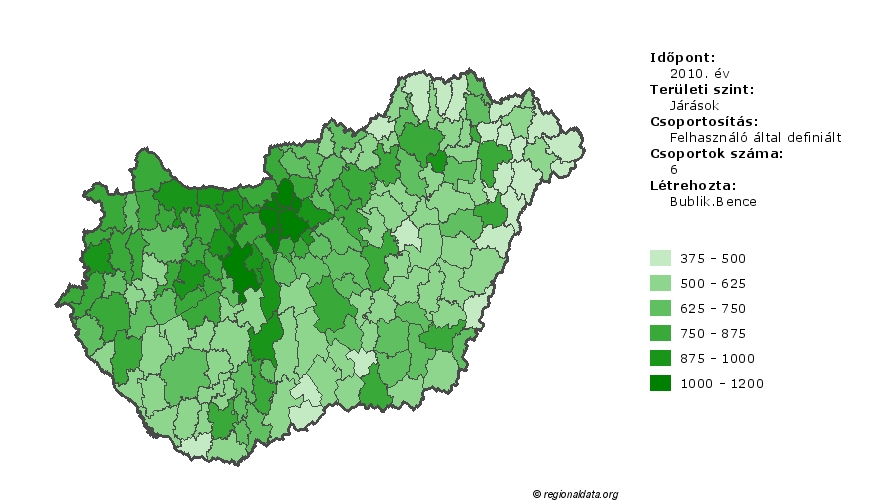 Időpont:
2010. év
Területi szint:
Járások
Csoportosítás:
Felhasználó által definiált
Csoportok száma:
6
Létrehozta:
Bublik.Bence
375 - 500
500 - 625
625 - 750
750 - 875
875 - 1000
1000 - 1200
© regionaldata.org